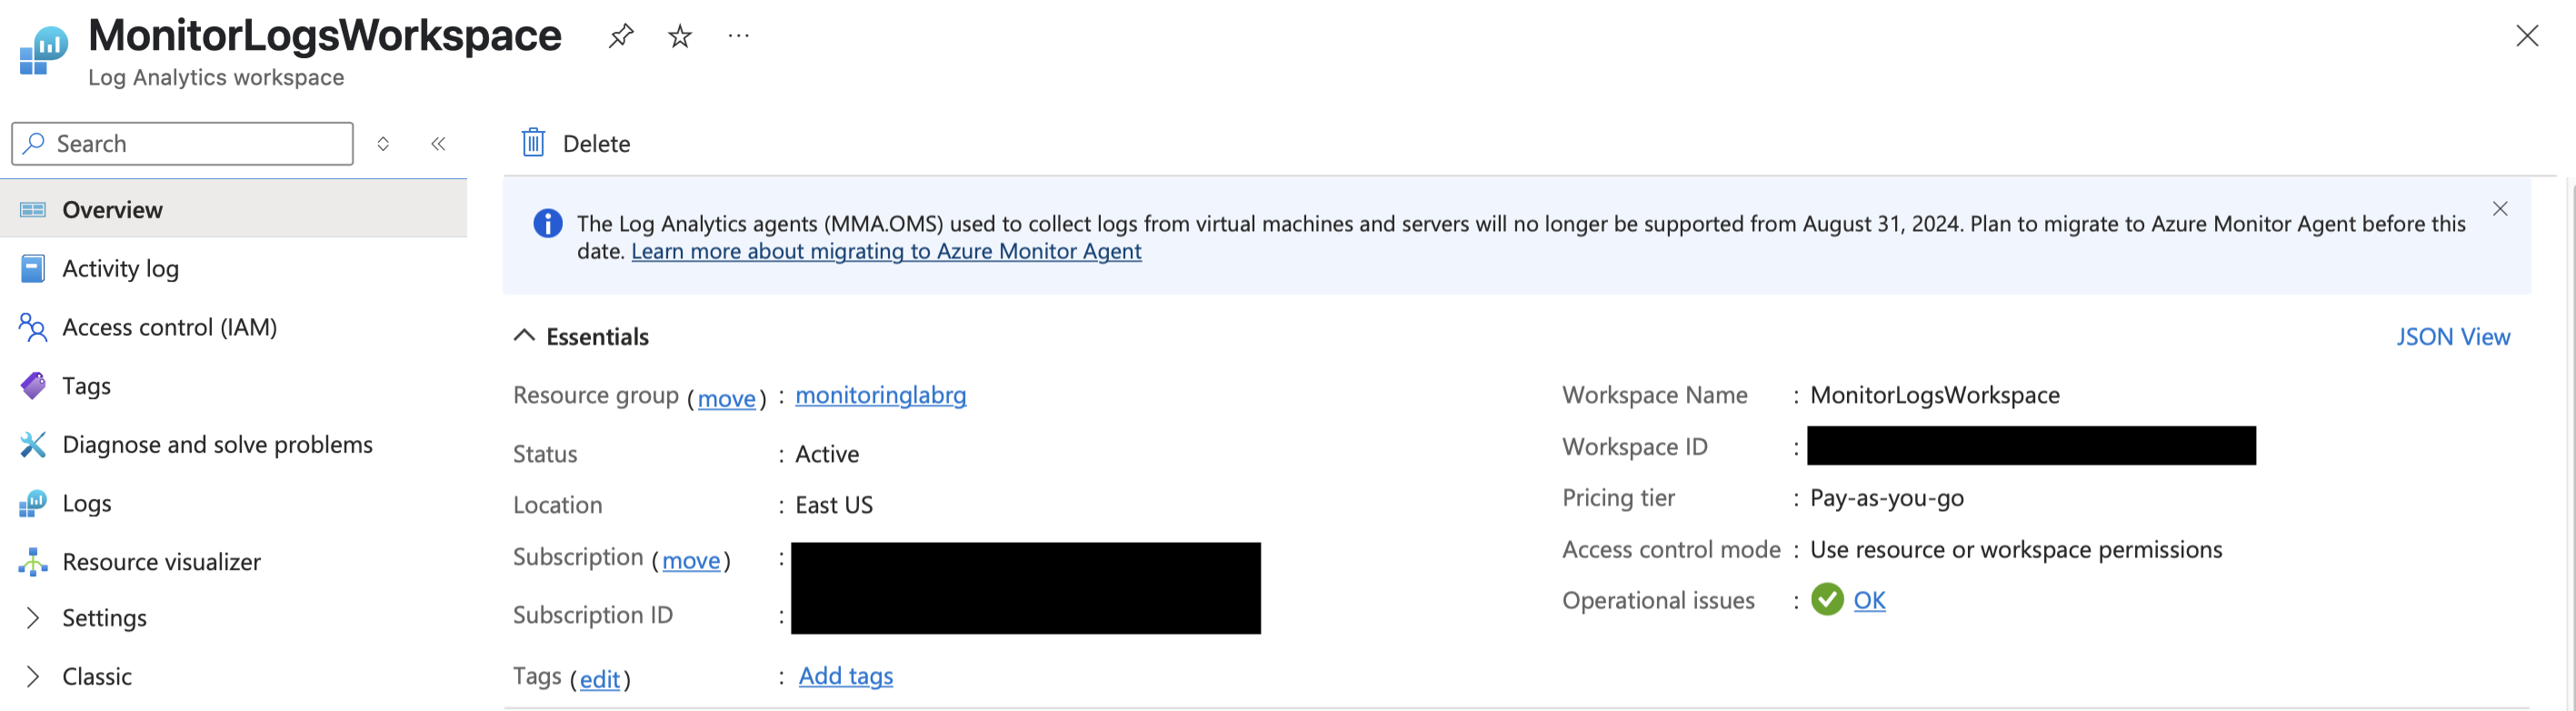 MonitorLogsWorkspace
Log Analytics workspace
Search
Delete
Overview
Activity log
Access control (IAM)
Tags
Diagnose and solve problems
Logs
Resource visualizer
Settings
Classic
The Log Analytics agents (MMA.OMS) used to collect logs from virtual machines and servers will no longer be supported from August 31, 2024. Plan to migrate to Azure Monitor Agent before this
date. Learn more about migrating to Azure Monitor Agent
Essentials
JSON View
Resource group (move) : monitoringlabrg
Status : Active
Location : East US
Subscription (move) :
Subscription ID :
Tags (edit) : Add tags
Workspace Name : MonitorLogsWorkspace
Workspace ID :
Pricing tier : Pay-as-you-go
Access control mode : Use resource or workspace permissions
Operational issues : OK